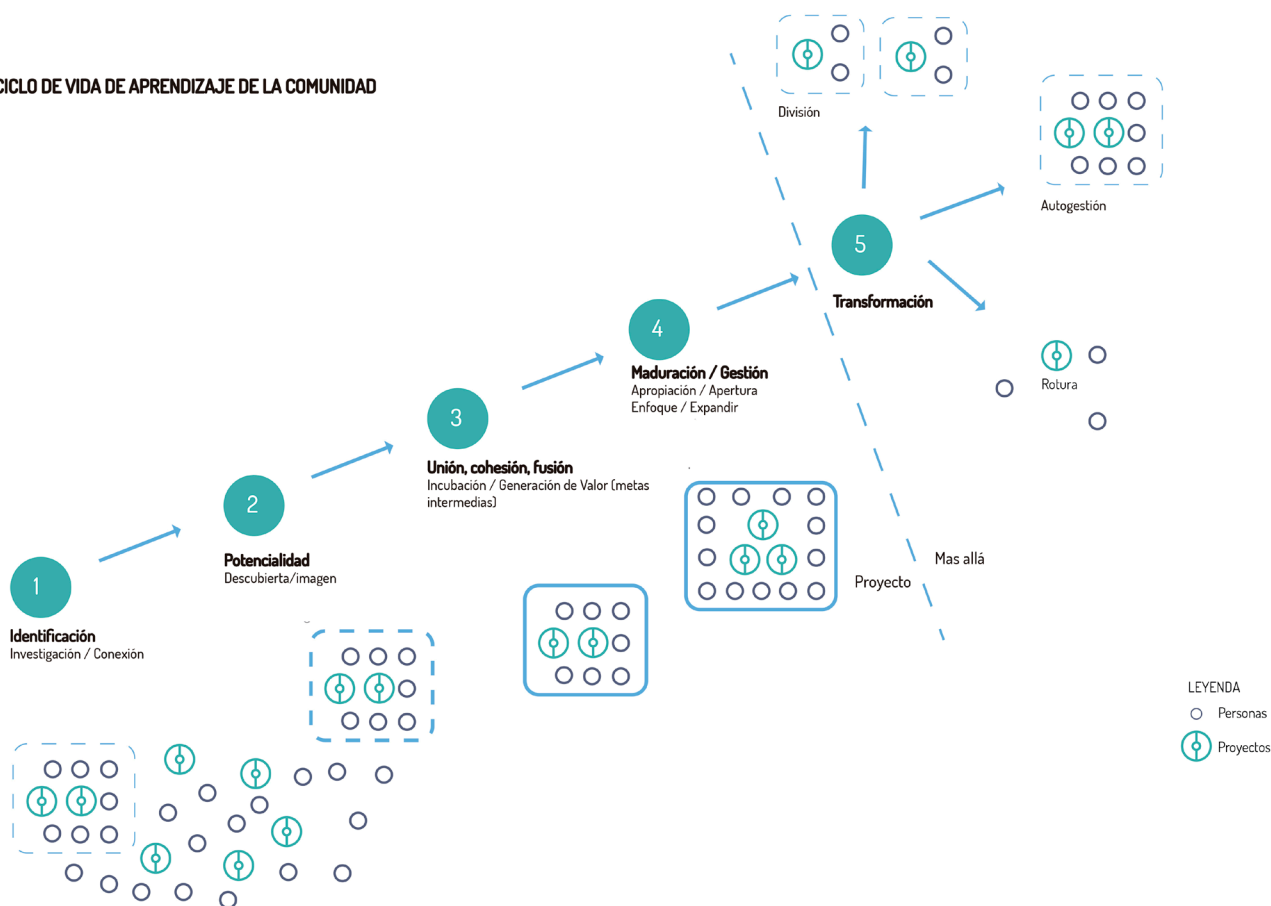 CICLO DE VIDA DE APRENDIZAJE DE LA COMUNIDAD
División
Autogestión
5
Transformación
Rotura
4
Maduración / Gestión
Apropiación / Apertura
Enfoque / Expandir
3
Unión, cohesión, fusión
Incubación / Generación de Valor (metas
intermedias)
2
Potencialidad
Descubierta/imagen
1
Identificación
Investigación / Conexión
Proyecto
Mas allá
LEYENDA
Personas
Proyectos